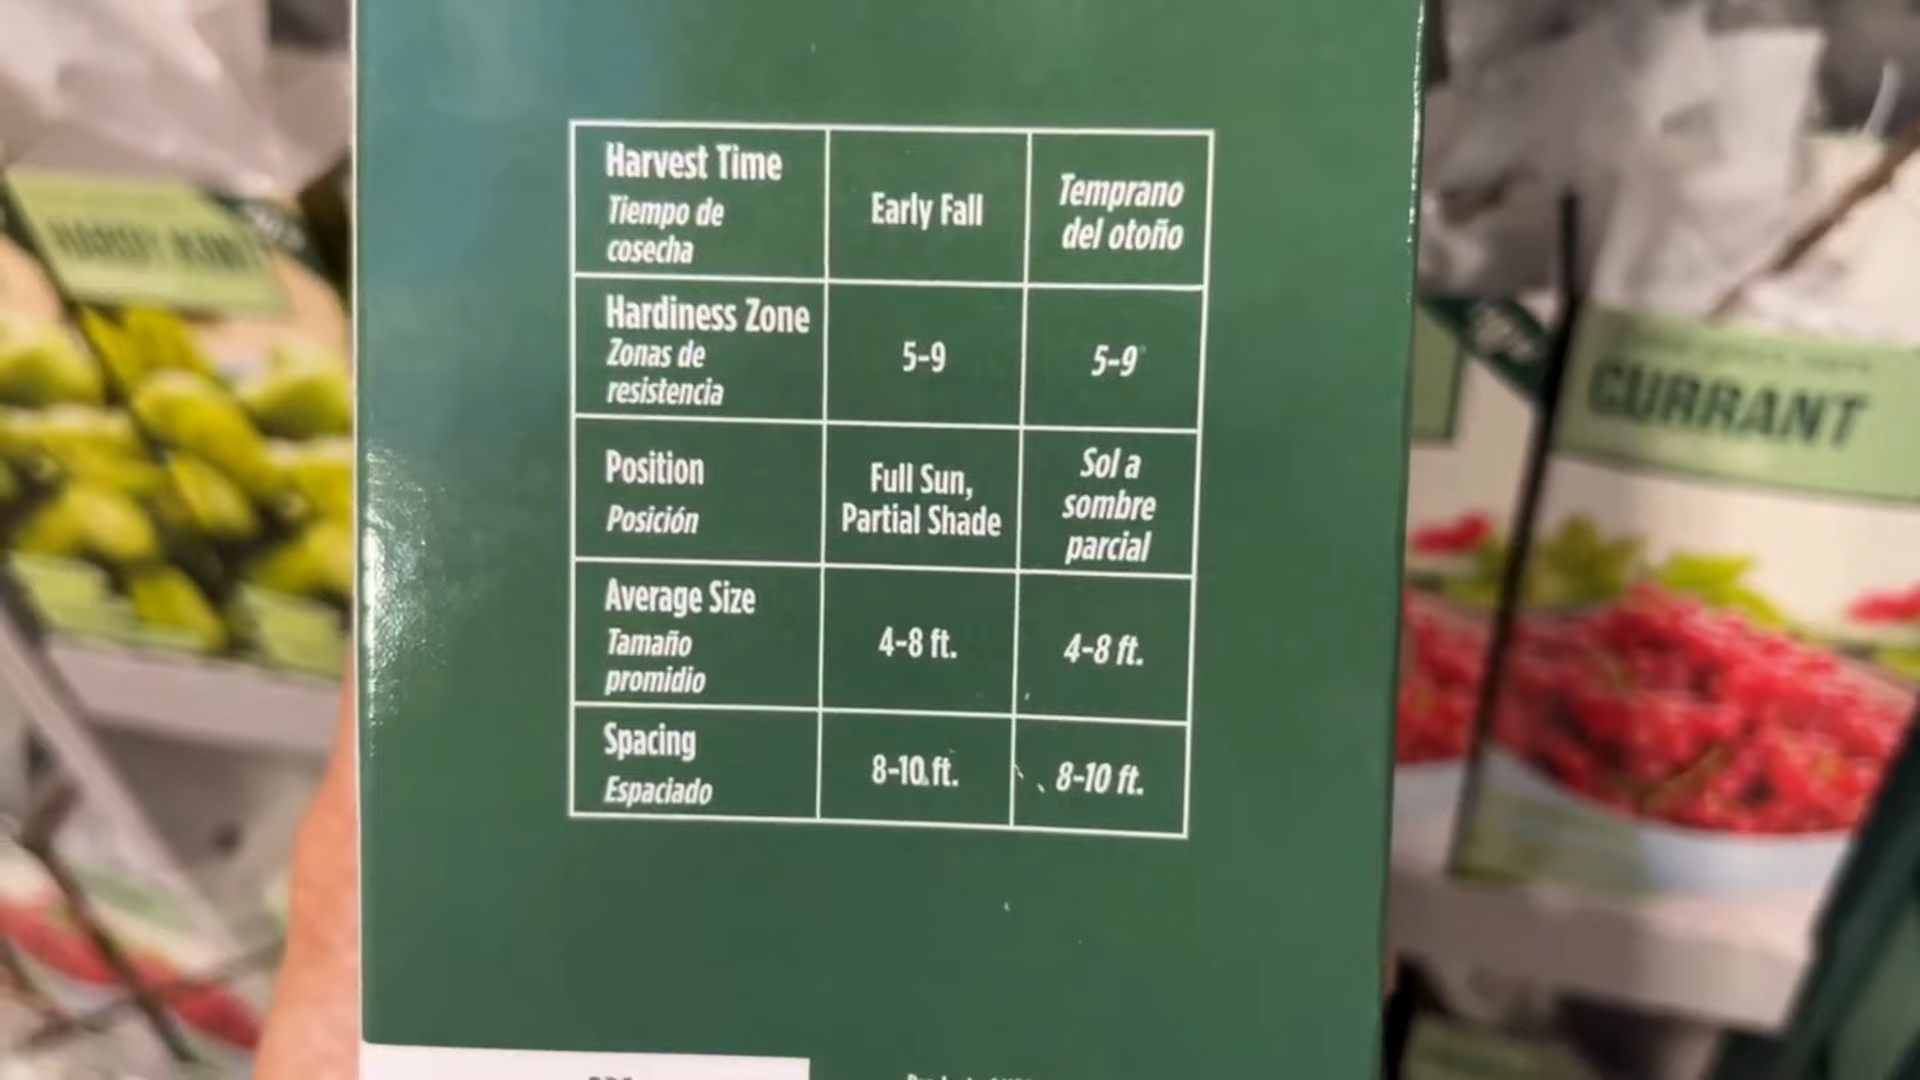 Harvest Time
Tiempo de
cosecha
Early Fall
Temprano
del otoño
Hardiness Zone
Zonas de
resistencia
5-9
5-9
Position
Posición
Full Sun,
Partial Shade
Sol a
sombre
parcial
Average Size
Tamaño
promidio
4-8 ft.
4-8 ft.
Spacing
Espaciado
8-10 ft.
8-10 ft.
HARDY KIWI
CURRANT